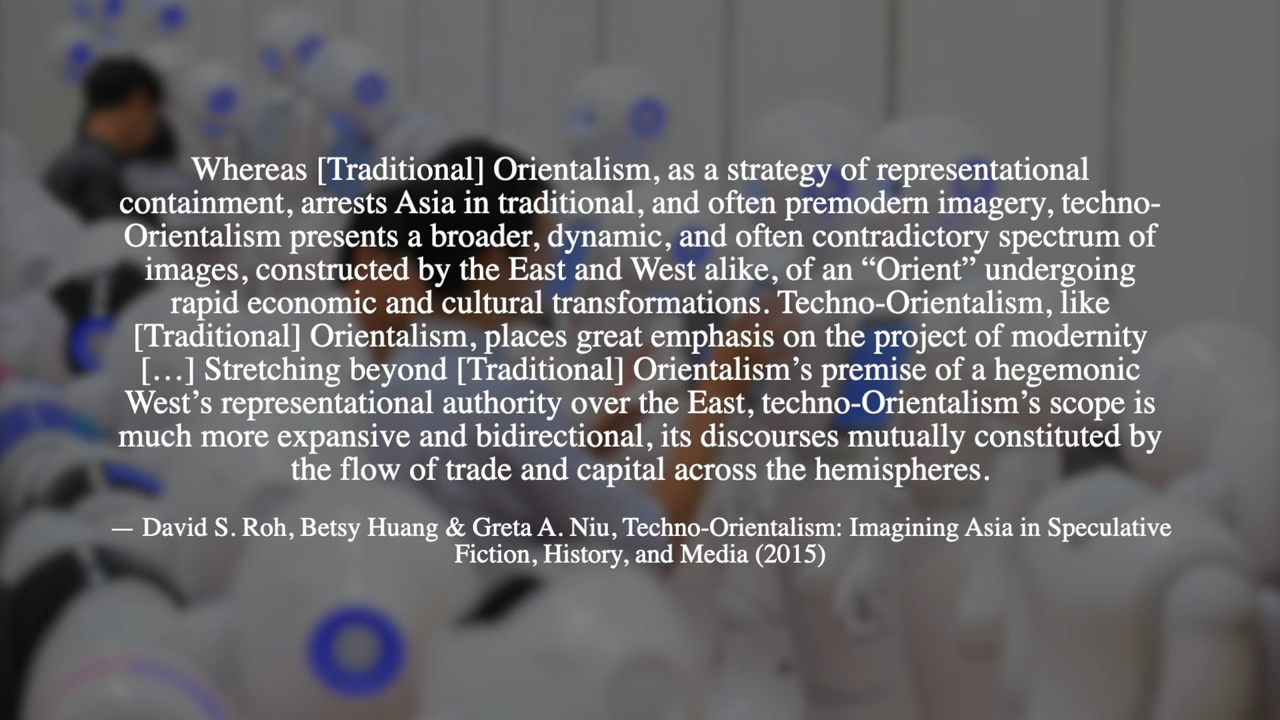 Whereas [Traditional] Orientalism, as a strategy of representational
containment, arrests Asia in traditional, and often premodern imagery, techno-
Orientalism presents a broader, dynamic, and often contradictory spectrum of
images, constructed by the East and West alike, of an “Orient” undergoing
rapid economic and cultural transformations. Techno-Orientalism, like
[Traditional] Orientalism, places great emphasis on the project of modernity
[…] Stretching beyond [Traditional] Orientalism’s premise of a hegemonic
West’s representational authority over the East, techno-Orientalism’s scope is
much more expansive and bidirectional, its discourses mutually constituted by
the flow of trade and capital across the hemispheres.
— David S. Roh, Betsy Huang & Greta A. Niu, Techno-Orientalism: Imagining Asia in Speculative
Fiction, History, and Media (2015)